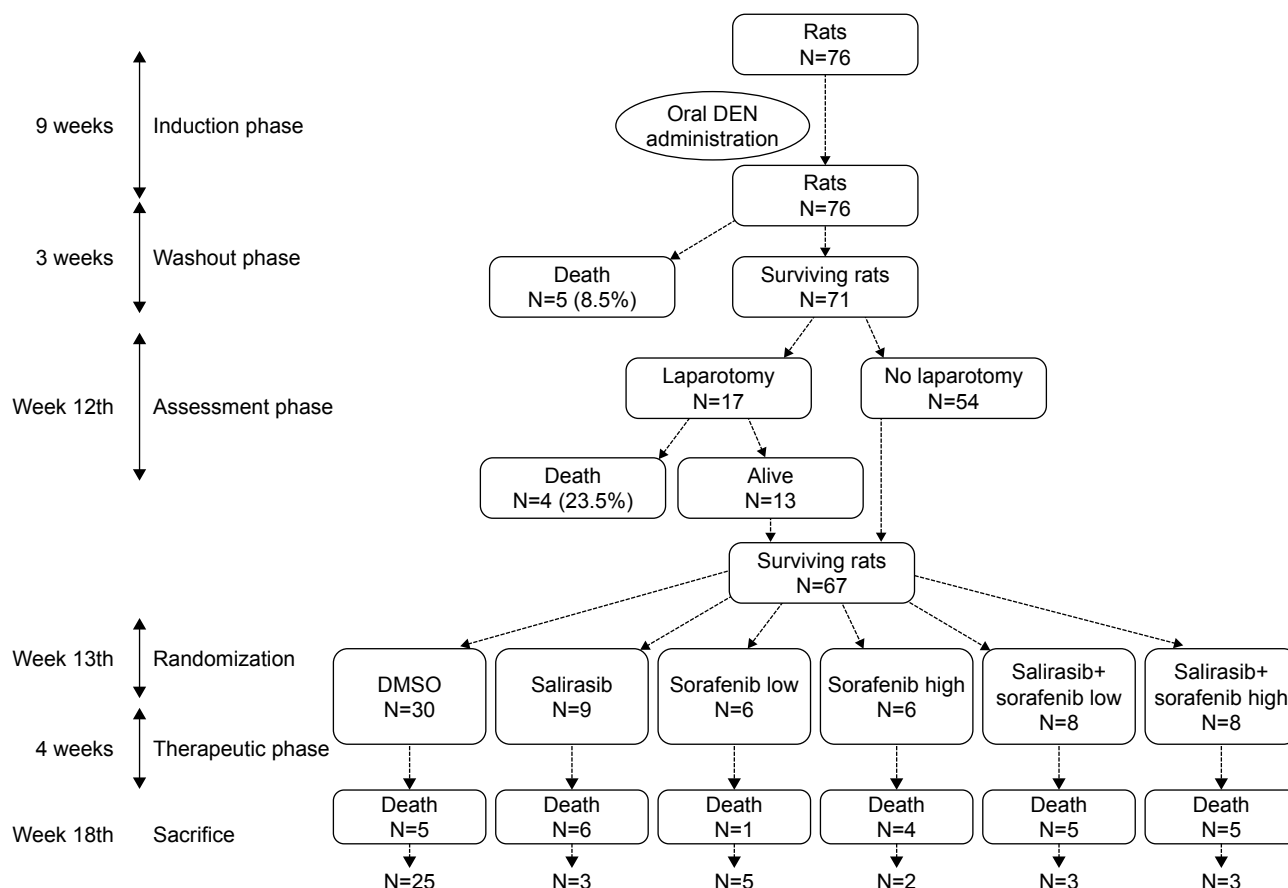 Rats
N=76
9 weeks
Induction phase
Oral DEN
administration
Rats
N=76
3 weeks
Washout phase
Death
N=5 (8.5%)
Surviving rats
N=71
Week 12th
Assessment phase
Laparotomy
N=17
No laparotomy
N=54
Death
N=4 (23.5%)
Alive
N=13
Surviving rats
N=67
Week 13th
Randomization
DMSO
N=30
Salirasib
N=9
Sorafenib low
N=6
Sorafenib high
N=6
Salirasib+
sorafenib low
N=8
Salirasib+
sorafenib high
N=8
4 weeks
Therapeutic phase
Death
N=5
Death
N=6
Death
N=1
Death
N=4
Death
N=5
Death
N=5
Week 18th
Sacrifice
N=25
N=3
N=5
N=2
N=3
N=3